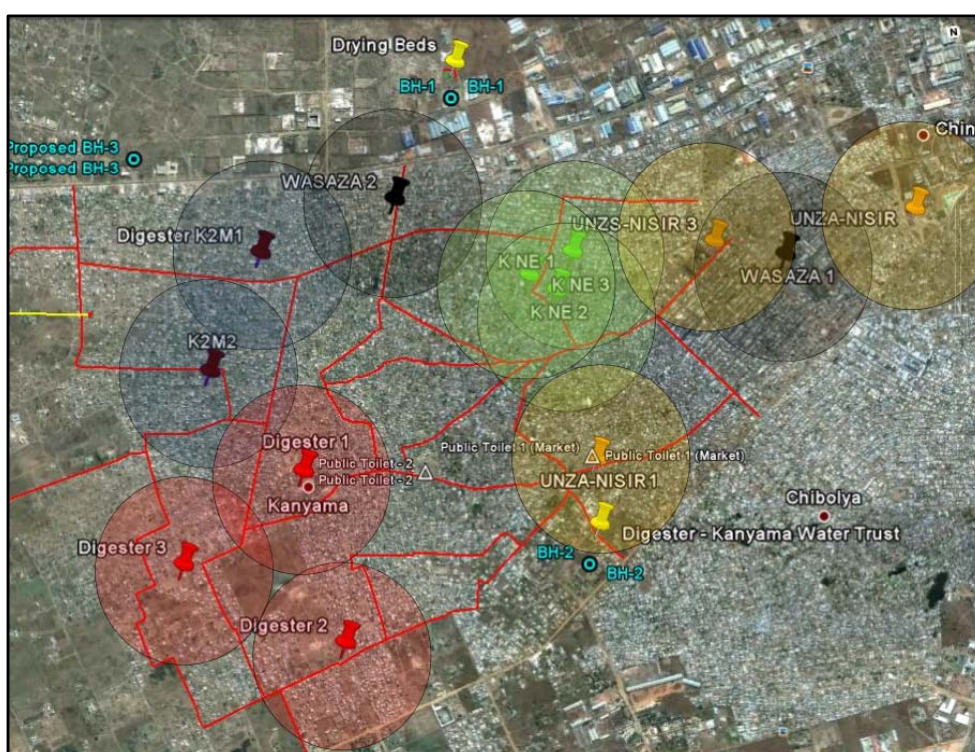 N
Drying Beds
BH-1
BH-1
Chin
Proposed BH-3
Proposed BH-3
WASAZA 2
Digester K2M1
UNZS-NISIR 3
UNZA-NISIR
K NE 1
K NE 3
K NE 2
WASAZA 1
K2M2
Digester 1
Public Toilet - 2
Public Toilet - 2
Kanyama
Public Toilet 1 (Market)
Public Toilet 1 (Market)
UNZA-NISIR1
Chibolya
Digester - Kanyama Water Trust
Digester 3
BH-2
BH-2
Digester 2